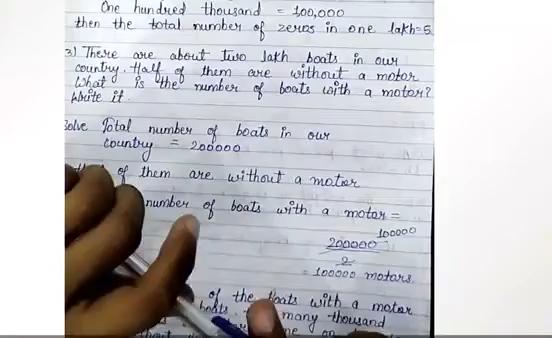 One hundred thousand = 100,000
then the total number of zeros in one lakh=5
3) There are about two lakh boats in our
country. Half of them are without a motor
What is the number of boats with a motor?
Write it.
Solve Total number of boats in our
country = 200000
of them are without a motor
number of boats with a motor =
100000
200000
2
= 100000 motors.
of the boats with a motor
boats. many thousand